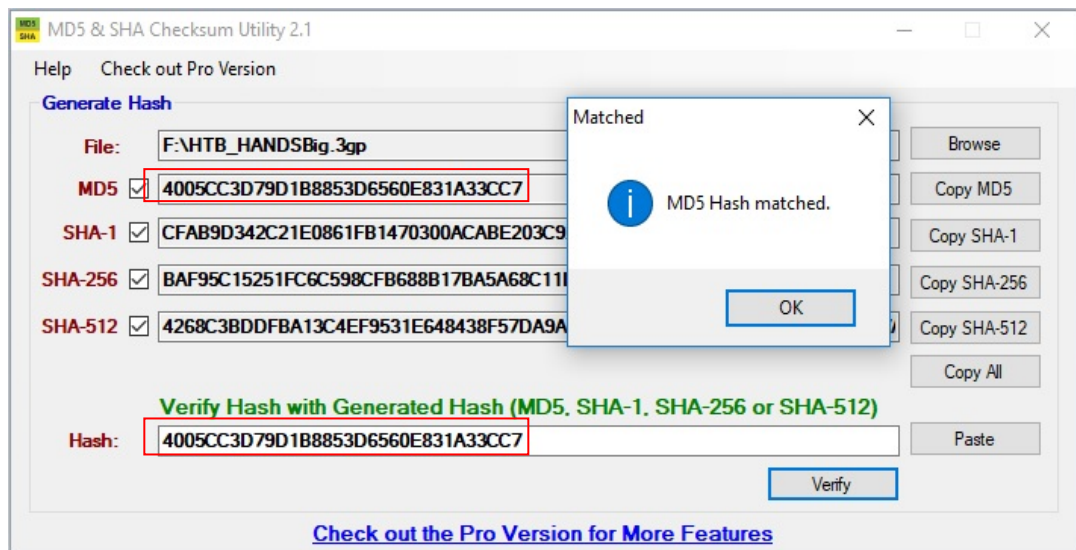 MD5 SHA MD5 & SHA Checksum Utility 2.1
Help Check out Pro Version
Generate Hash
File: F:\HTB_HANDSBig.3gp Browse
MD5 4005CC3D79D1B8853D6560E831A33CC7 Copy MD5
SHA-1 CFAB9D342C21E0861FB1470300ACABE203C9 Copy SHA-1
SHA-256 BAF95C15251FC6C598CFB688B17BA5A68C11 Copy SHA-256
SHA-512 4268C3BDDFBA13C4EF9531E648438F57DA9A Copy SHA-512
Matched
MD5 Hash matched.
OK
Copy All
Verify Hash with Generated Hash (MD5, SHA-1, SHA-256 or SHA-512)
Hash: 4005CC3D79D1B8853D6560E831A33CC7 Paste
Verify
Check out the Pro Version for More Features